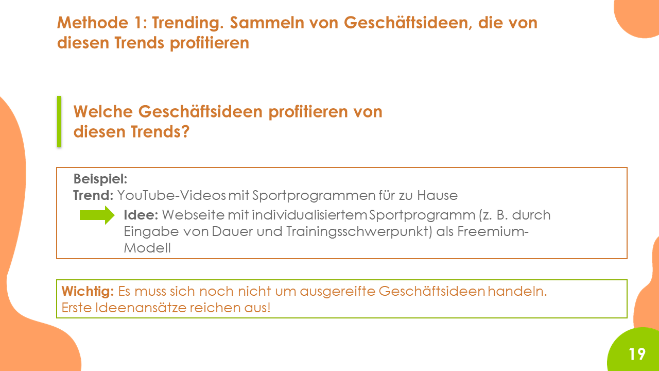 Methode 1: Trending. Sammeln von Geschäftsideen, die von
diesen Trends profitieren
Welche Geschäftsideen profitieren von
diesen Trends?
Beispiel:
Trend: YouTube-Videos mit Sportprogrammen für zu Hause
Idee: Webseite mit individualisiertem Sportprogramm (z. B. durch
Eingabe von Dauer und Trainingsschwerpunkt) als Freemium-
Modell
Wichtig: Es muss sich noch nicht um ausgereifte Geschäftsideen handeln.
Erste Ideenansätze reichen aus!
19